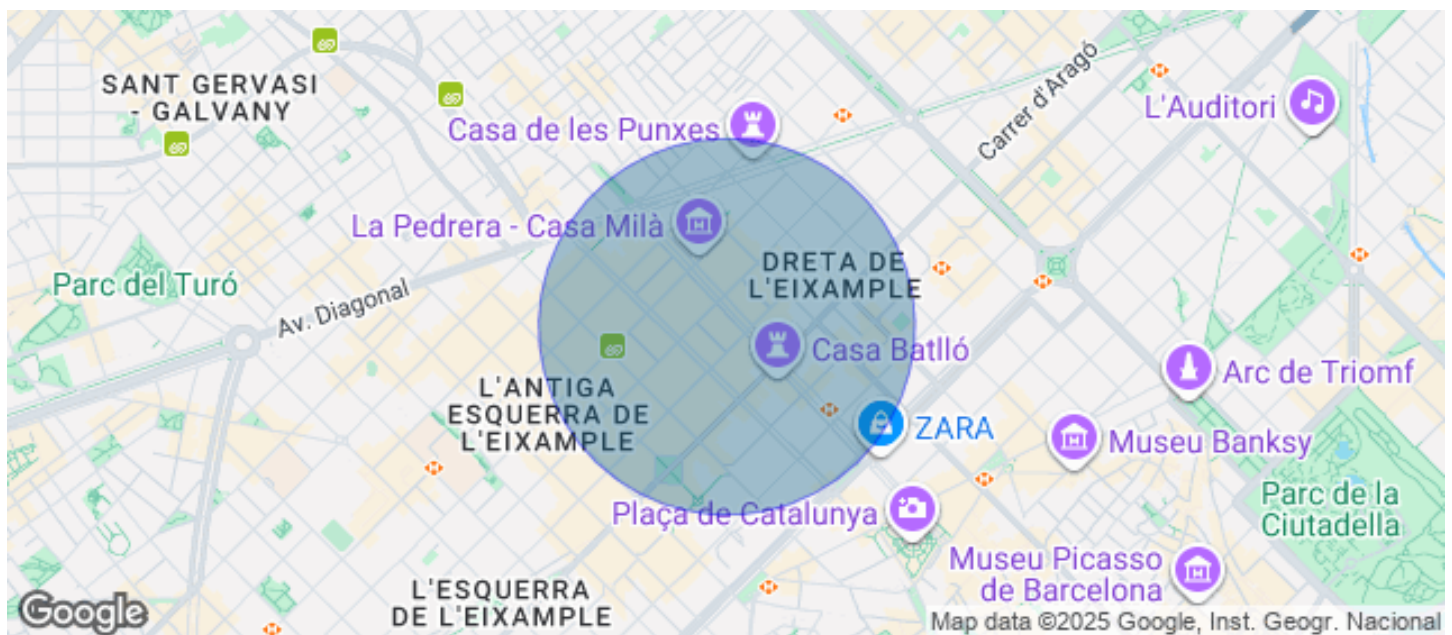 SANT GERVASI
- GALVANY
Casa de les Punxes
Carrer d'Aragó
L'Auditori
La Pedrera - Casa Milà
DRETA DE
L'EIXAMPLE
Parc del Turó
Av. Diagonal
Casa Batlló
L'ANTIGA
ESQUERRA DE
L'EIXAMPLE
Arc de Triomf
ZARA
Museu Banksy
Plaça de Catalunya
Parc de la
Ciutadella
Museu Picasso
de Barcelona
L'ESQUERRA
DE L'EIXAMPLE
Google
Map data ©2025 Google, Inst. Geogr. Nacional